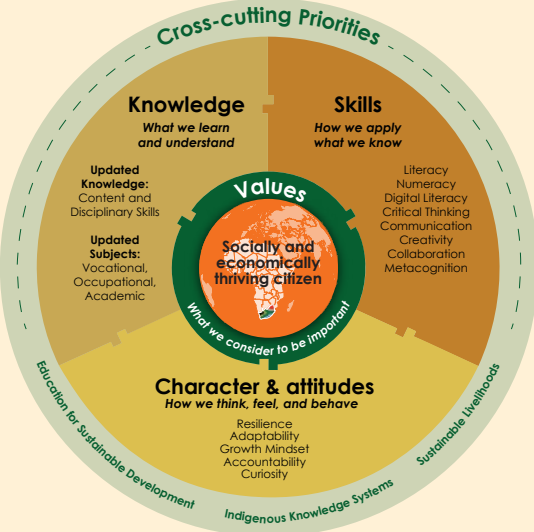 Cross-cutting Priorities
Knowledge
What we learn
and understand
Updated
Knowledge:
Content and
Disciplinary Skills
Updated
Subjects:
Vocational,
Occupational,
Academic
Skills
How we apply
what we know
Literacy
Numeracy
Digital Literacy
Critical Thinking
Communication
Creativity
Collaboration
Metacognition
Values
Socially and
economically
thriving citizen
What we consider to be important
Character & attitudes
How we think, feel, and behave
Resilience
Adaptability
Growth Mindset
Accountability
Curiosity
Education for Sustainable Development
Indigenous Knowledge Systems
Sustainable Livelihoods